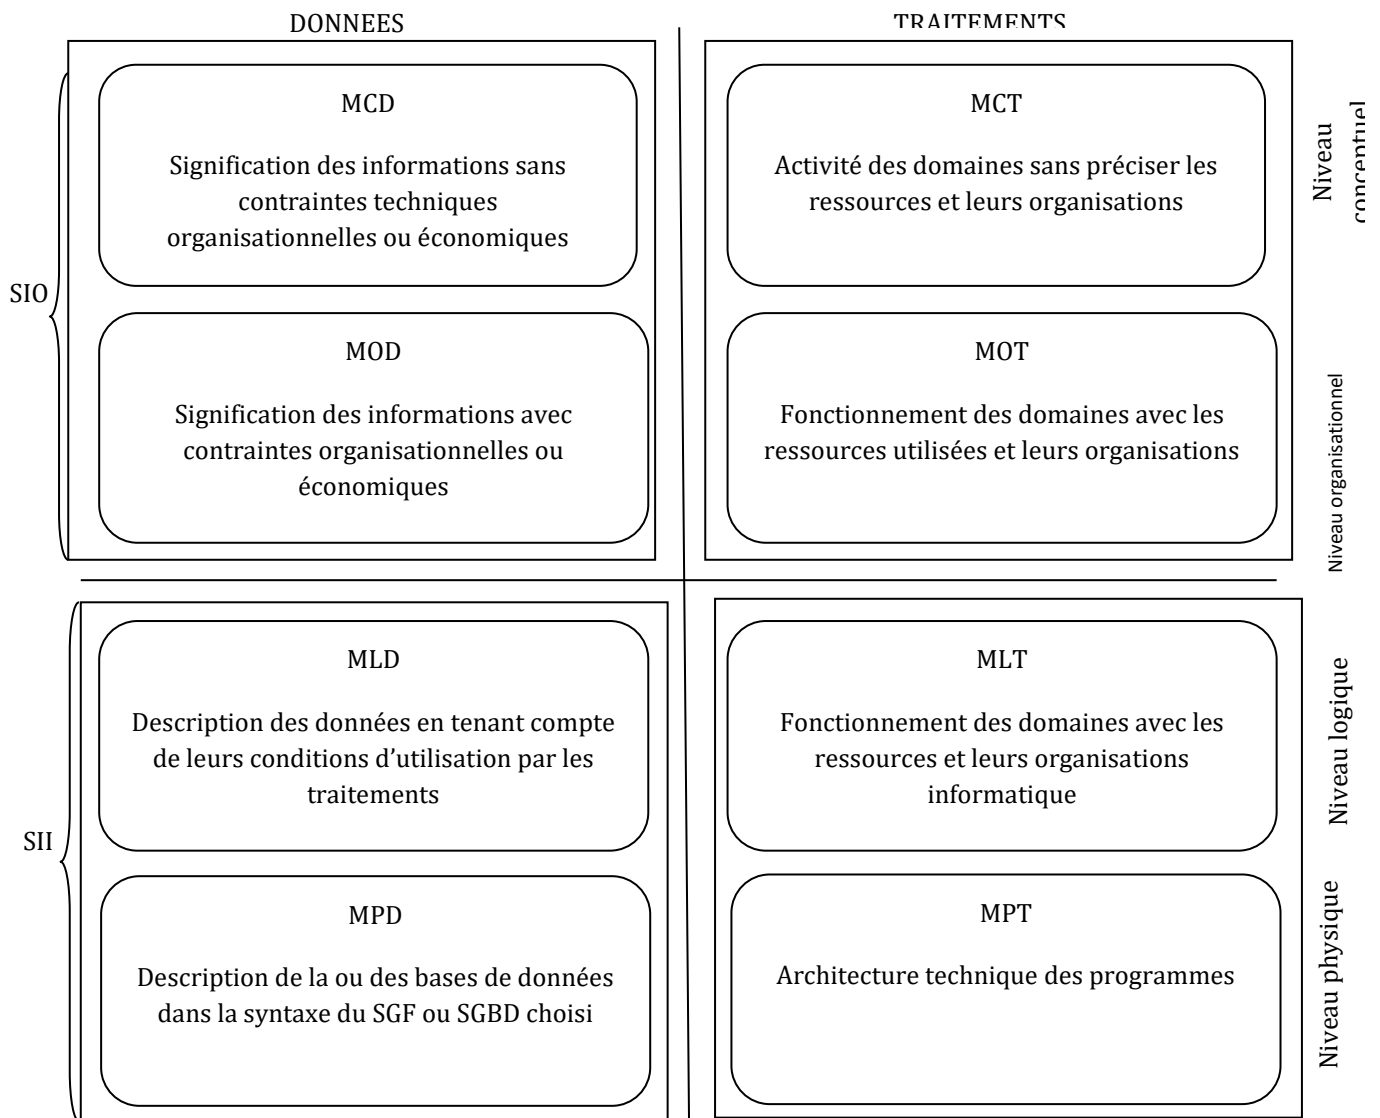 DONNEES
TRAITEMENTS
MCD
Signification des informations sans
contraintes techniques
organisationnelles ou économiques
MCT
Activité des domaines sans préciser les
ressources et leurs organisations
Niveau
conceptuel
SIO
MOD
Signification des informations avec
contraintes organisationnelles ou
économiques
MOT
Fonctionnement des domaines avec les
ressources utilisées et leurs organisations
Niveau organisationnel
MLD
Description des données en tenant compte
de leurs conditions d’utilisation par les
traitements
MLT
Fonctionnement des domaines avec les
ressources et leurs organisations
informatique
Niveau logique
SII
MPD
Description de la ou des bases de données
dans la syntaxe du SGF ou SGBD choisi
MPT
Architecture technique des programmes
Niveau physique